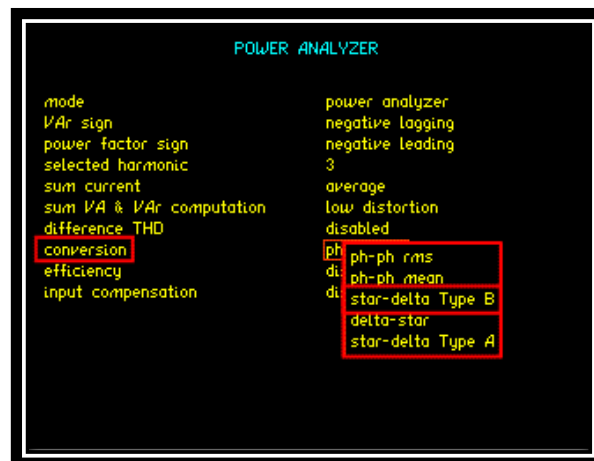 POWER ANALYZER
mode power analyzer
VAr sign negative lagging
power factor sign negative leading
selected harmonic 3
sum current average
sum VA & VAr computation low distortion
difference THD disabled
conversion ph
ph-ph rms
efficiency di
ph-ph mean
input compensation di
star-delta Type B
delta-star
star-delta Type A